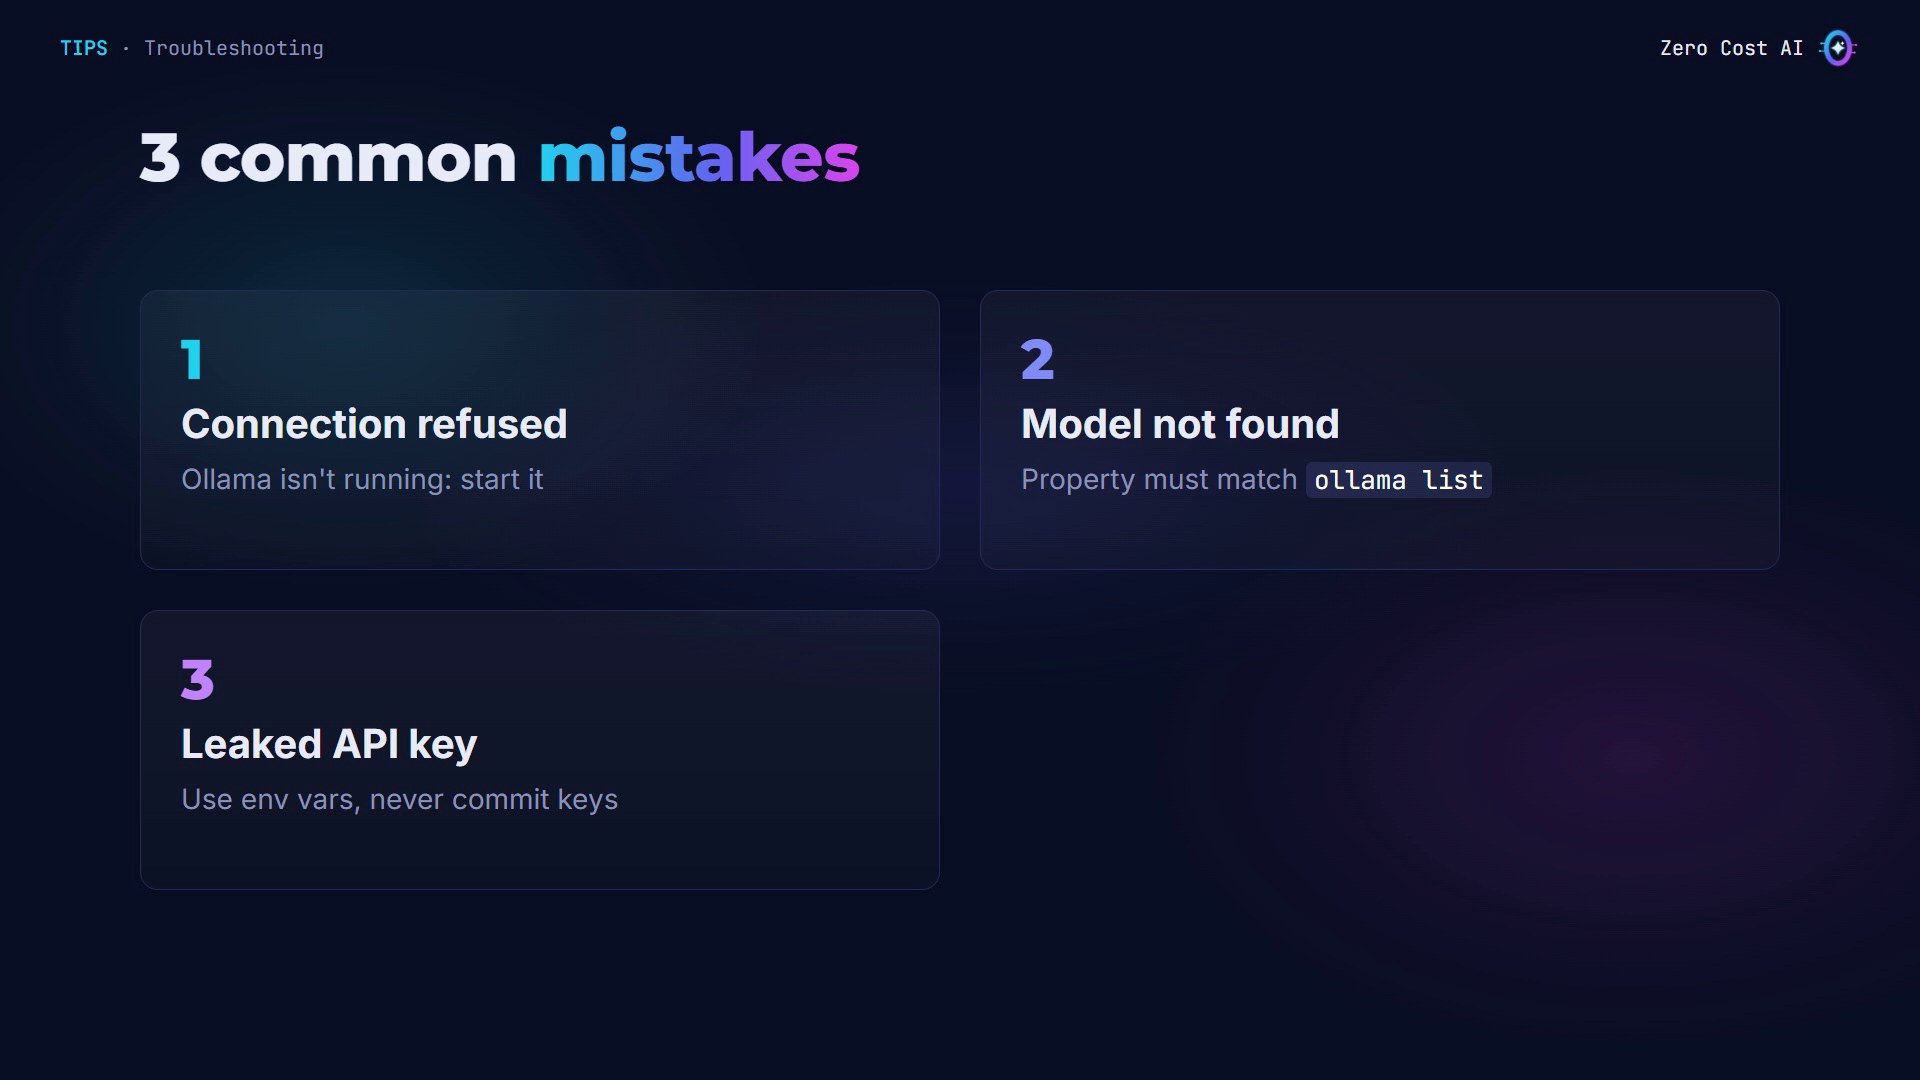 TIPS · Troubleshooting
Zero Cost AI
3 common mistakes
1
Connection refused
Ollama isn't running: start it
2
Model not found
Property must match ollama list
3
Leaked API key
Use env vars, never commit keys